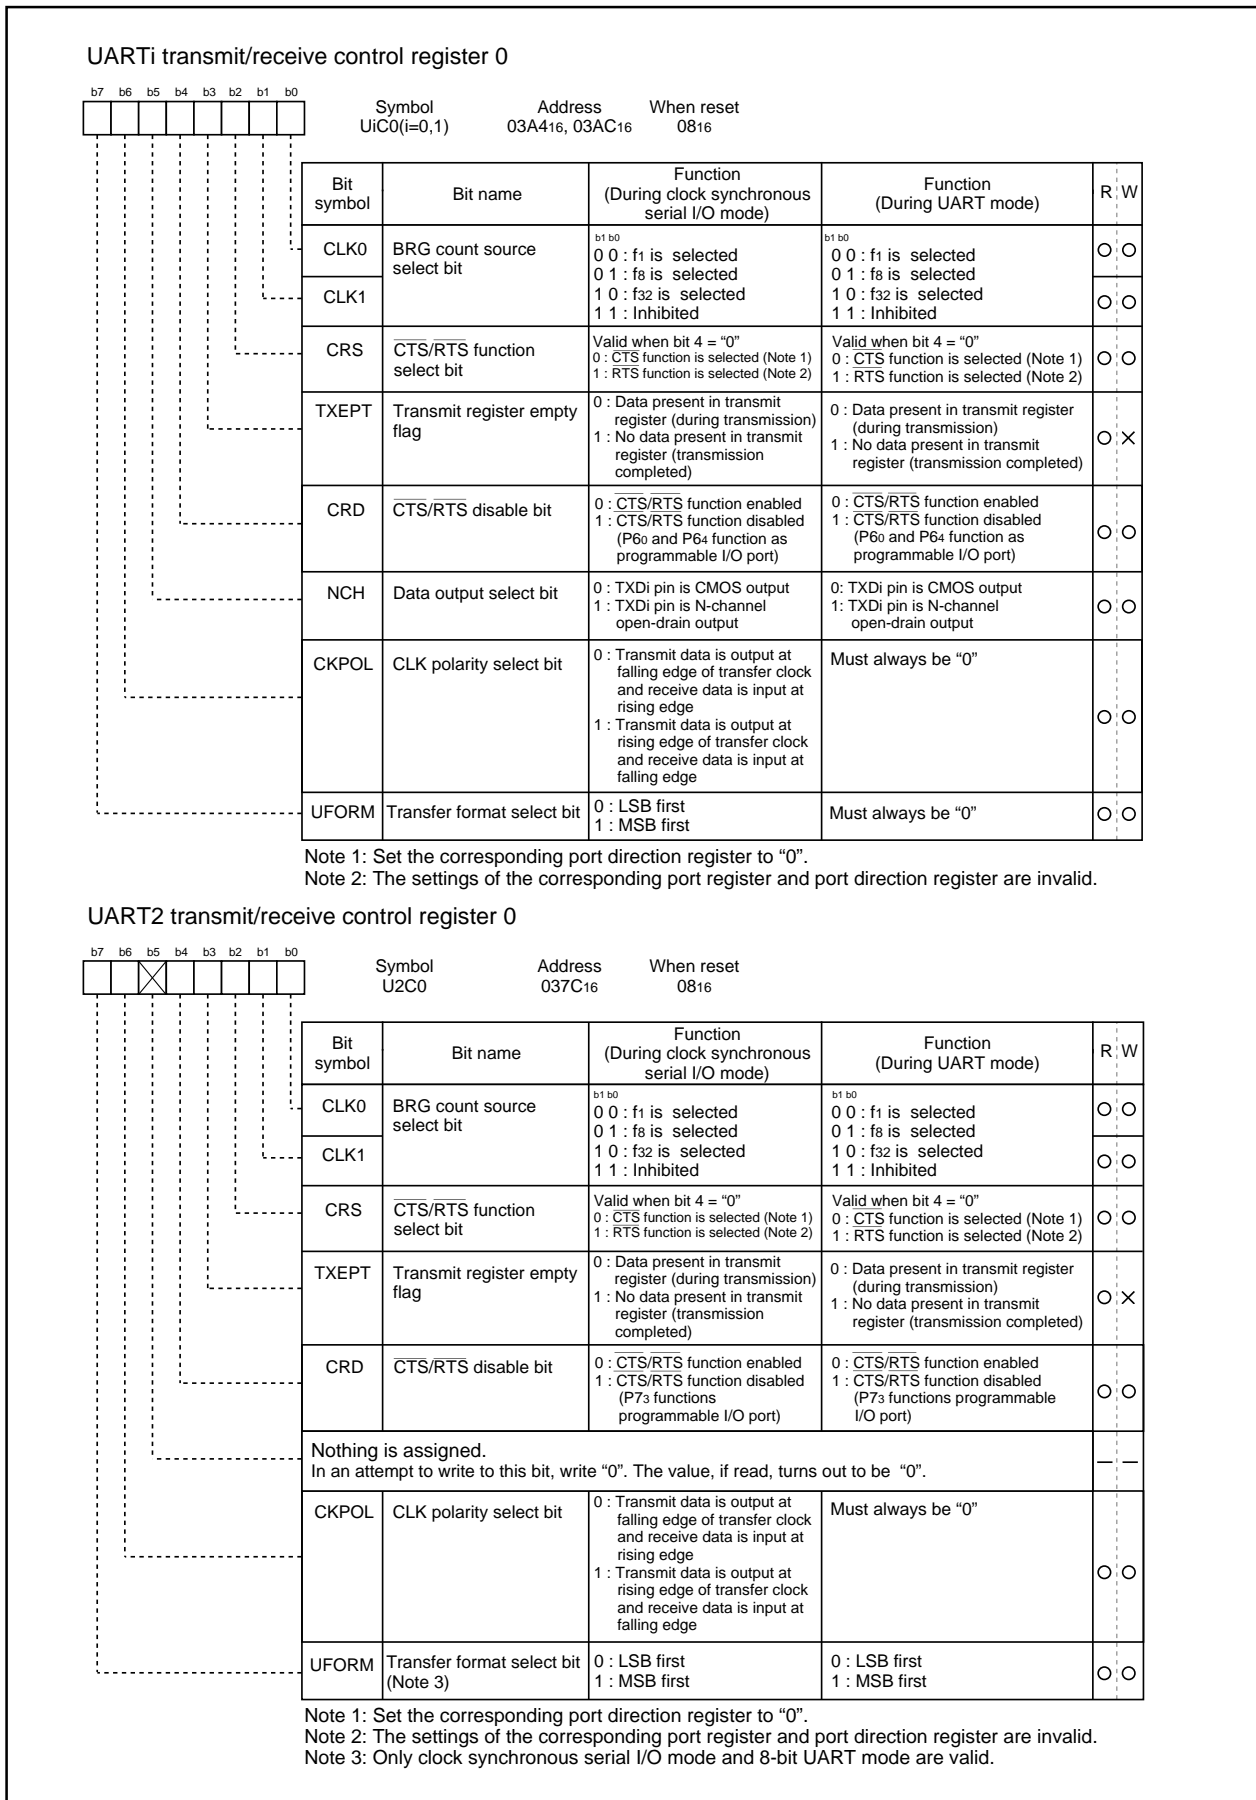 UARTi transmit/receive control register 0
b7 b6 b5 b4 b3 b2 b1 b0
Symbol Address When reset
UiC0(i=0,1) 03A416, 03AC16 0816
Bit symbol Bit name Function (During clock synchronous serial I/O mode) Function (During UART mode) R W
CLK0 BRG count source select bit
CLK1
b1 b0
0 0 : f1 is selected
0 1 : f8 is selected
1 0 : f32 is selected
1 1 : Inhibited
b1 b0
0 0 : f1 is selected
0 1 : f8 is selected
1 0 : f32 is selected
1 1 : Inhibited
CRS CTS/RTS function select bit
Valid when bit 4 = “0”
0 : CTS function is selected (Note 1)
1 : RTS function is selected (Note 2)
Valid when bit 4 = “0”
0 : CTS function is selected (Note 1)
1 : RTS function is selected (Note 2)
TXEPT Transmit register empty flag
0 : Data present in transmit
register (during transmission)
1 : No data present in transmit
register (transmission
completed)
0 : Data present in transmit register
(during transmission)
1 : No data present in transmit
register (transmission completed)
CRD CTS/RTS disable bit
0 : CTS/RTS function enabled
1 : CTS/RTS function disabled
(P60 and P64 function as
programmable I/O port)
0 : CTS/RTS function enabled
1 : CTS/RTS function disabled
(P60 and P64 function as
programmable I/O port)
NCH Data output select bit
0 : TXDi pin is CMOS output
1 : TXDi pin is N-channel
open-drain output
0: TXDi pin is CMOS output
1: TXDi pin is N-channel
open-drain output
CKPOL CLK polarity select bit
0 : Transmit data is output at
falling edge of transfer clock
and receive data is input at
rising edge
1 : Transmit data is output at
rising edge of transfer clock
and receive data is input at
falling edge
Must always be “0”
UFORM Transfer format select bit
0 : LSB first
1 : MSB first
Must always be “0”
Note 1: Set the corresponding port direction register to “0”.
Note 2: The settings of the corresponding port register and port direction register are invalid.
UART2 transmit/receive control register 0
b7 b6 b5 b4 b3 b2 b1 b0
Symbol Address When reset
U2C0 037C16 0816
Bit symbol Bit name Function (During clock synchronous serial I/O mode) Function (During UART mode) R W
CLK0 BRG count source select bit
CLK1
b1 b0
0 0 : f1 is selected
0 1 : f8 is selected
1 0 : f32 is selected
1 1 : Inhibited
b1 b0
0 0 : f1 is selected
0 1 : f8 is selected
1 0 : f32 is selected
1 1 : Inhibited
CRS CTS/RTS function select bit
Valid when bit 4 = “0”
0 : CTS function is selected (Note 1)
1 : RTS function is selected (Note 2)
Valid when bit 4 = “0”
0 : CTS function is selected (Note 1)
1 : RTS function is selected (Note 2)
TXEPT Transmit register empty flag
0 : Data present in transmit
register (during transmission)
1 : No data present in transmit
register (transmission
completed)
0 : Data present in transmit register
(during transmission)
1 : No data present in transmit
register (transmission completed)
CRD CTS/RTS disable bit
0 : CTS/RTS function enabled
1 : CTS/RTS function disabled
(P73 functions
programmable I/O port)
0 : CTS/RTS function enabled
1 : CTS/RTS function disabled
(P73 functions programmable
I/O port)
Nothing is assigned.
In an attempt to write to this bit, write “0”. The value, if read, turns out to be “0”.
CKPOL CLK polarity select bit
0 : Transmit data is output at
falling edge of transfer clock
and receive data is input at
rising edge
1 : Transmit data is output at
rising edge of transfer clock
and receive data is input at
falling edge
Must always be “0”
UFORM Transfer format select bit (Note 3)
0 : LSB first
1 : MSB first
0 : LSB first
1 : MSB first
Note 1: Set the corresponding port direction register to “0”.
Note 2: The settings of the corresponding port register and port direction register are invalid.
Note 3: Only clock synchronous serial I/O mode and 8-bit UART mode are valid.